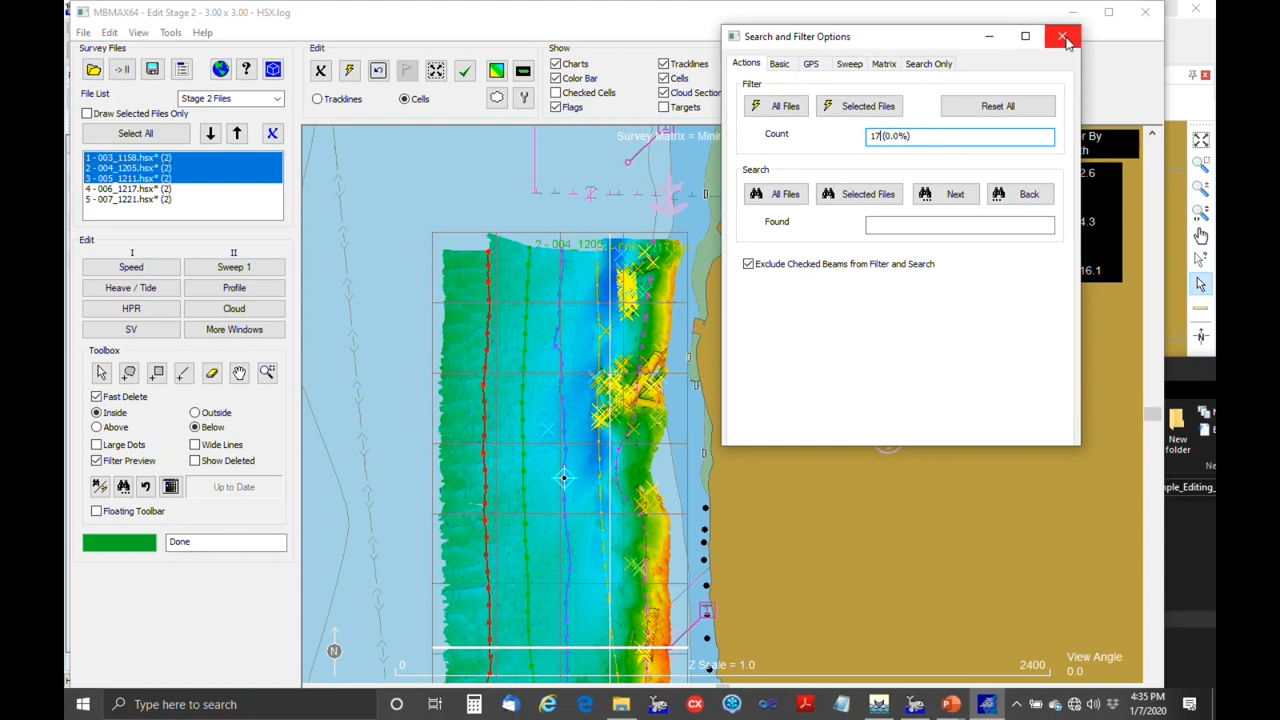 MBMAX64 - Edit Stage 2 - 3.00 x 3.00 - HSX.log
File Edit View Tools Help
Survey Files
File List
Stage 2 Files
Draw Selected Files Only
Select All
1 - 003_1158.hsx* (2)
2 - 004_1205.hsx* (2)
3 - 005_1211.hsx* (2)
4 - 006_1217.hsx* (2)
5 - 007_1221.hsx* (2)
Edit
I II
Speed Sweep 1
Heave / Tide Profile
HPR Cloud
SV More Windows
Toolbox
Fast Delete
Inside Outside
Above Below
Large Dots Wide Lines
Filter Preview Show Deleted
Up to Date
Floating Toolbar
Done
Edit
Tracklines Cells
Show
Charts Tracklines
Color Bar Cells
Checked Cells Cloud Section
Flags Targets
Survey Matrix = Mini
2 - 004_1205
N
0 Z Scale = 1.0 2400
View Angle
0.0
Search and Filter Options
Actions Basic GPS Sweep Matrix Search Only
Filter
All Files Selected Files Reset All
Count 17(0.0%)
Search
All Files Selected Files Next Back
Found
Exclude Checked Beams from Filter and Search
r By
th
2.6
4.3
16.1
New
folder
Ne
mple_Editing_
Type here to search
4:35 PM
1/7/2020